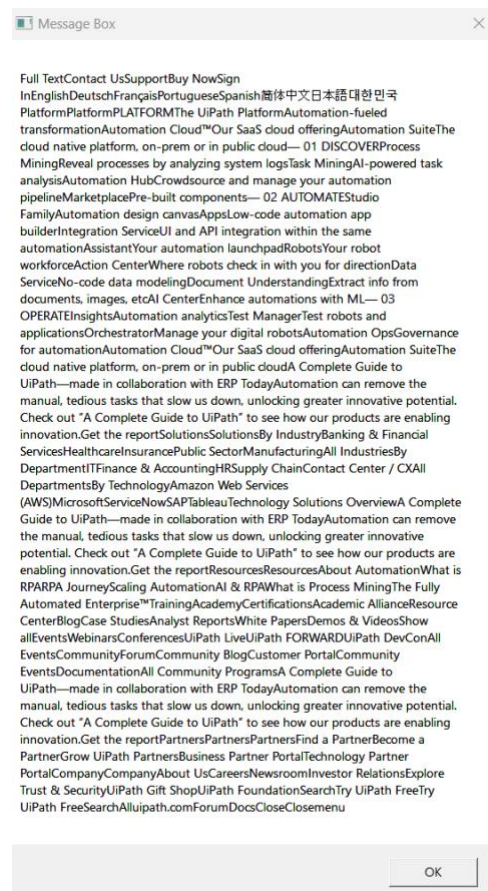 Message Box
Full TextContact UsSupportBuy NowSign
InEnglishDeutschFrançaisPortugueseSpanish简体中文日本語대한민국
PlatformPlatformPLATFORMThe UiPath PlatformAutomation-fueled
transformationAutomation Cloud™Our SaaS cloud offeringAutomation SuiteThe
cloud native platform, on-prem or in public cloud— 01 DISCOVERProcess
MiningReveal processes by analyzing system logsTask MiningAI-powered task
analysisAutomation HubCrowdsource and manage your automation
pipelineMarketplacePre-built components— 02 AUTOMATEStudio
FamilyAutomation design canvasAppsLow-code automation app
builderIntegration ServiceUI and API integration within the same
automationAssistantYour automation launchpadRobotsYour robot
workforceAction CenterWhere robots check in with you for directionData
ServiceNo-code data modelingDocument UnderstandingExtract info from
documents, images, etcAI CenterEnhance automations with ML— 03
OPERATEInsightsAutomation analyticsTest ManagerTest robots and
applicationsOrchestratorManage your digital robotsAutomation OpsGovernance
for automationAutomation Cloud™Our SaaS cloud offeringAutomation SuiteThe
cloud native platform, on-prem or in public cloudA Complete Guide to
UiPath—made in collaboration with ERP TodayAutomation can remove the
manual, tedious tasks that slow us down, unlocking greater innovative potential.
Check out "A Complete Guide to UiPath" to see how our products are enabling
innovation.Get the reportSolutionsSolutionsBy IndustryBanking & Financial
ServicesHealthcareInsurancePublic SectorManufacturingAll IndustriesBy
DepartmentITFinance & AccountingHRSupply ChainContact Center / CXAll
DepartmentsBy TechnologyAmazon Web Services
(AWS)MicrosoftServiceNowSAPTableauTechnology Solutions OverviewA Complete
Guide to UiPath—made in collaboration with ERP TodayAutomation can remove
the manual, tedious tasks that slow us down, unlocking greater innovative
potential. Check out "A Complete Guide to UiPath" to see how our products are
enabling innovation.Get the reportResourcesResourcesAbout AutomationWhat is
RPARPA JourneyScaling AutomationAI & RPAWhat is Process MiningThe Fully
Automated Enterprise™TrainingAcademyCertificationsAcademic AllianceResource
CenterBlogCase StudiesAnalyst ReportsWhite PapersDemos & VideosShow
allEventsWebinarsConferencesUiPath LiveUiPath FORWARDUiPath DevConAll
EventsCommunityForumCommunity BlogCustomer PortalCommunity
EventsDocumentationAll Community ProgramsA Complete Guide to
UiPath—made in collaboration with ERP TodayAutomation can remove the
manual, tedious tasks that slow us down, unlocking greater innovative potential.
Check out "A Complete Guide to UiPath" to see how our products are enabling
innovation.Get the reportPartnersPartnersPartnersFind a PartnerBecome a
PartnerGrow UiPath PartnersBusiness Partner PortalTechnology Partner
PortalCompanyCompanyAbout UsCareersNewsroomInvestor RelationsExplore
Trust & SecurityUiPath Gift ShopUiPath FoundationSearchTry UiPath FreeTry
UiPath FreeSearchAlluipath.comForumDocsCloseClosemenu
OK